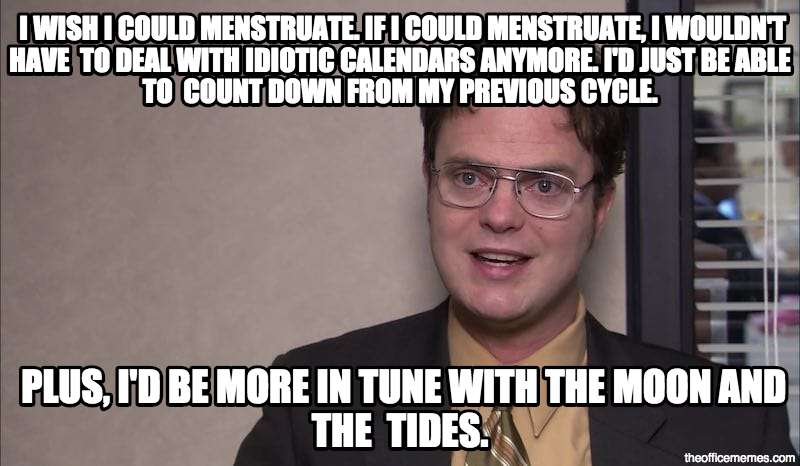 I WISH I COULD MENSTRUATE. IF I COULD MENSTRUATE, I WOULDN'T
HAVE TO DEAL WITH IDIOTIC CALENDARS ANYMORE. I'D JUST BE ABLE
TO COUNT DOWN FROM MY PREVIOUS CYCLE.
PLUS, I'D BE MORE IN TUNE WITH THE MOON AND
THE TIDES.
theofficememes.com